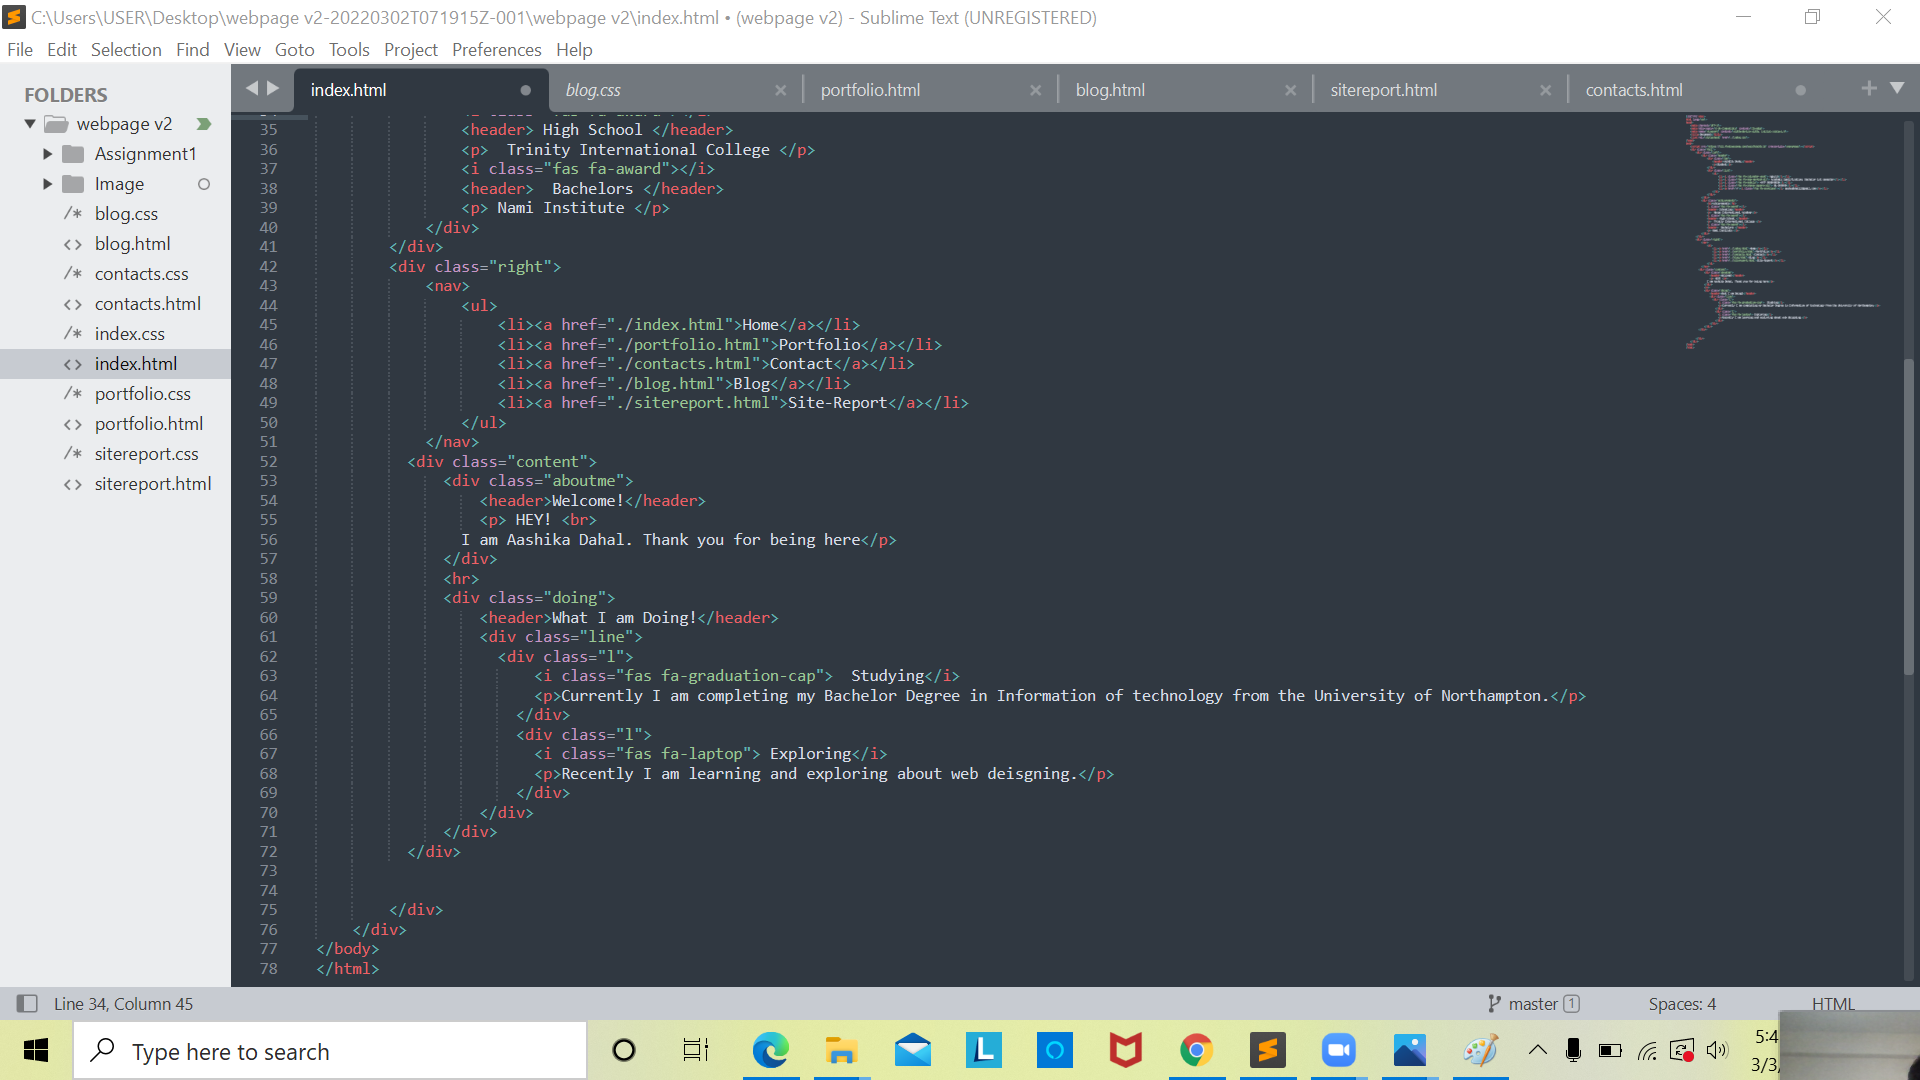 C:\Users\USER\Desktop\webpage v2-20220302T071915Z-001\webpage v2\index.html • (webpage v2) - Sublime Text (UNREGISTERED)
File Edit Selection Find View Goto Tools Project Preferences Help
FOLDERS
webpage v2
Assignment1
Image
/* blog.css
<> blog.html
/* contacts.css
<> contacts.html
/* index.css
<> index.html
/* portfolio.css
<> portfolio.html
/* sitereport.css
<> sitereport.html
index.html blog.css portfolio.html blog.html sitereport.html contacts.html
35 <header> High School </header>
36 <p>  Trinity International College </p>
37 <i class="fas fa-award"></i>
38 <header>  Bachelors </header>
39 <p> Nami Institute </p>
40 </div>
41 </div>
42 <div class="right">
43 <nav>
44 <ul>
45 <li><a href="./index.html">Home</a></li>
46 <li><a href="./portfolio.html">Portfolio</a></li>
47 <li><a href="./contacts.html">Contact</a></li>
48 <li><a href="./blog.html">Blog</a></li>
49 <li><a href="./sitereport.html">Site-Report</a></li>
50 </ul>
51 </nav>
52 <div class="content">
53 <div class="aboutme">
54 <header>Welcome!</header>
55 <p> HEY! <br>
56 I am Aashika Dahal. Thank you for being here</p>
57 </div>
58 <hr>
59 <div class="doing">
60 <header>What I am Doing!</header>
61 <div class="line">
62 <div class="l">
63 <i class="fas fa-graduation-cap">  Studying</i>
64 <p>Currently I am completing my Bachelor Degree in Information of technology from the University of Northampton.</p>
65 </div>
66 <div class="l">
67 <i class="fas fa-laptop"> Exploring</i>
68 <p>Recently I am learning and exploring about web deisgning.</p>
69 </div>
70 </div>
71 </div>
72 </div>
73
74
75 </div>
76 </div>
77 </body>
78 </html>
Line 34, Column 45 master 1 Spaces: 4 HTML
Type here to search
5:4
3/3